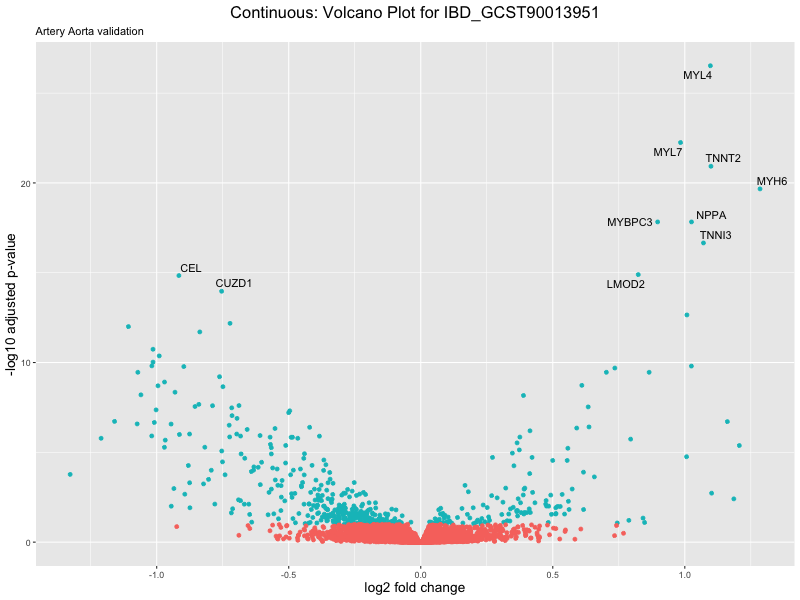 Continuous: Volcano Plot for IBD_GCST90013951
Artery Aorta validation
MYL4
MYL7
TNNT2
MYH6
20
MYBPC3
NPPA
TNNI3
CEL
LMOD2
CUZD1
-log10 adjusted p-value
10
0
-1.0
-0.5
0.0
0.5
1.0
log2 fold change